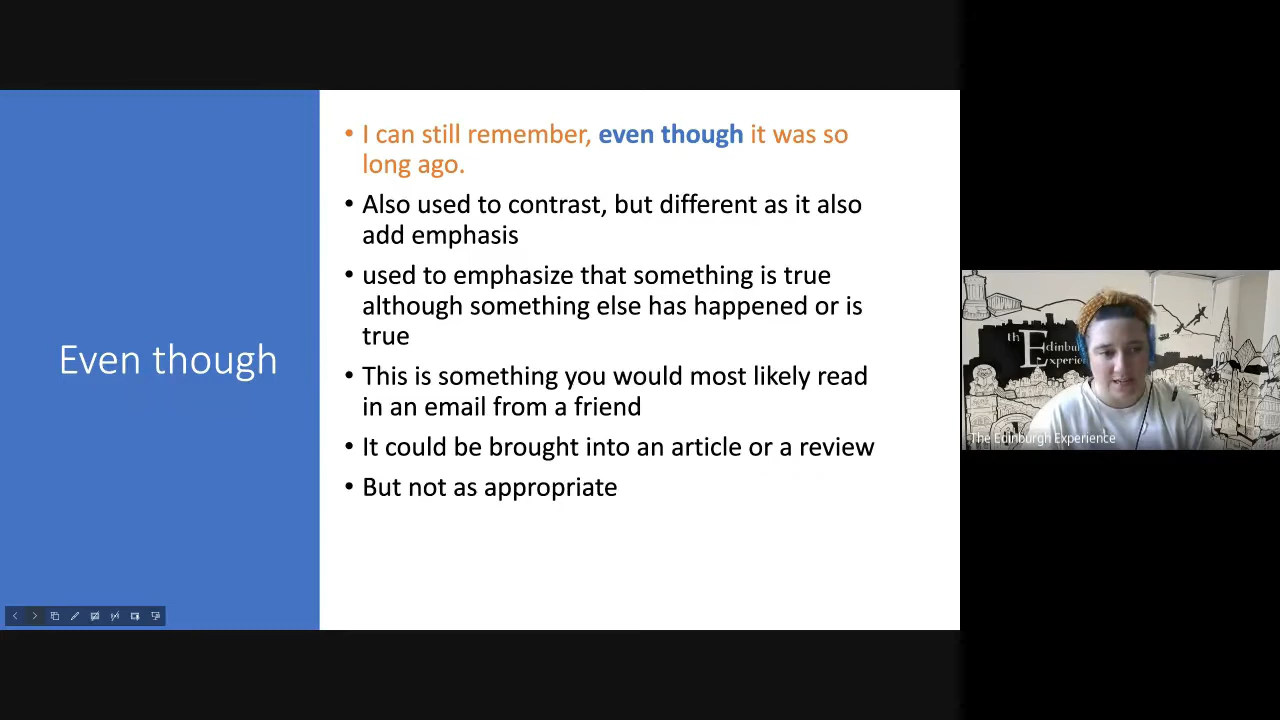 Even though
• I can still remember, even though it was so
long ago.
• Also used to contrast, but different as it also
add emphasis
• used to emphasize that something is true
although something else has happened or is
true
• This is something you would most likely read
in an email from a friend
• It could be brought into an article or a review
• But not as appropriate
th Edinbu
Experie
The Edinburgh Experience